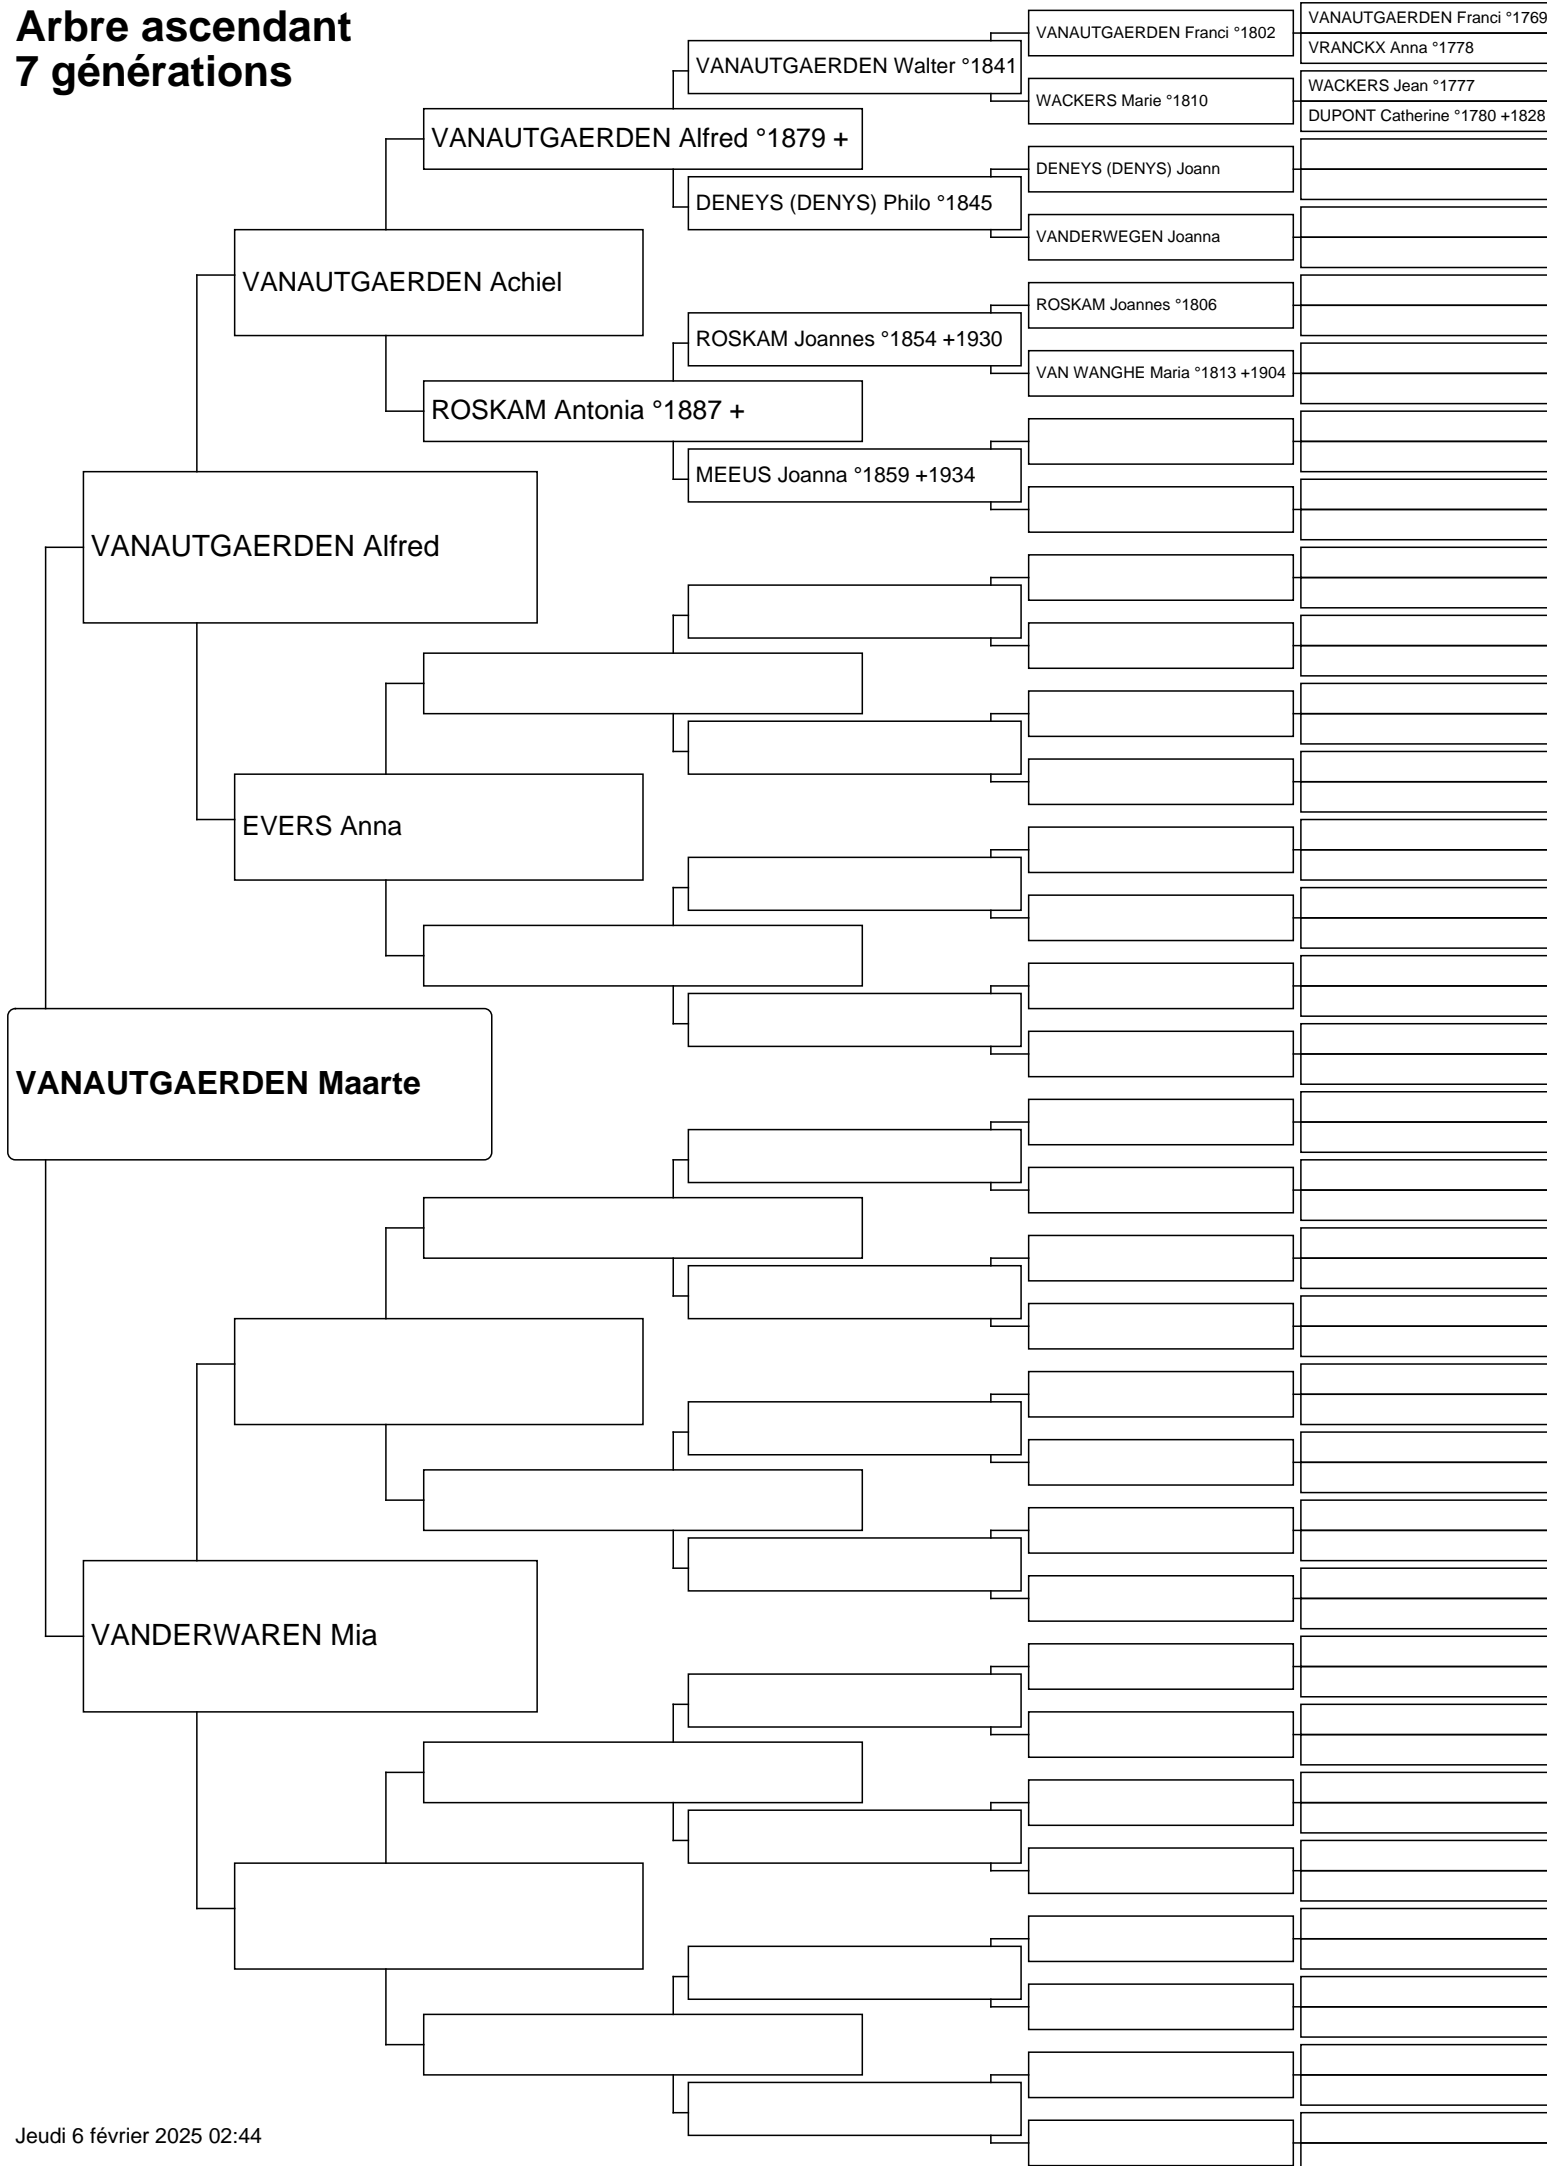 Arbre ascendant
7 générations
VANAUTGAERDEN Franci °1769
VANAUTGAERDEN Franci °1802
VRANCKX Anna °1778
VANAUTGAERDEN Walter °1841
WACKERS Jean °1777
WACKERS Marie °1810
DUPONT Catherine °1780 +1828
VANAUTGAERDEN Alfred °1879 +
DENEYS (DENYS) Joann
DENEYS (DENYS) Philo °1845
VANDERWEGEN Joanna
VANAUTGAERDEN Achiel
ROSKAM Joannes °1806
ROSKAM Joannes °1854 +1930
VAN WANGHE Maria °1813 +1904
ROSKAM Antonia °1887 +
MEEUS Joanna °1859 +1934
VANAUTGAERDEN Alfred
EVERS Anna
VANAUTGAERDEN Maarte
VANDERWAREN Mia
Jeudi 6 février 2025 02:44